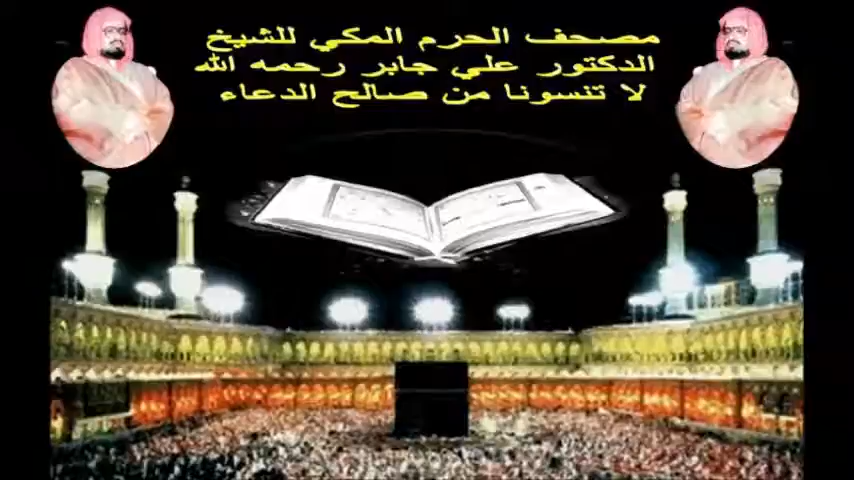 مصحف الحرم المكي للشيخ
الدكتور علي جابر رحمه الله
لا تنسونا من صالح الدعاء